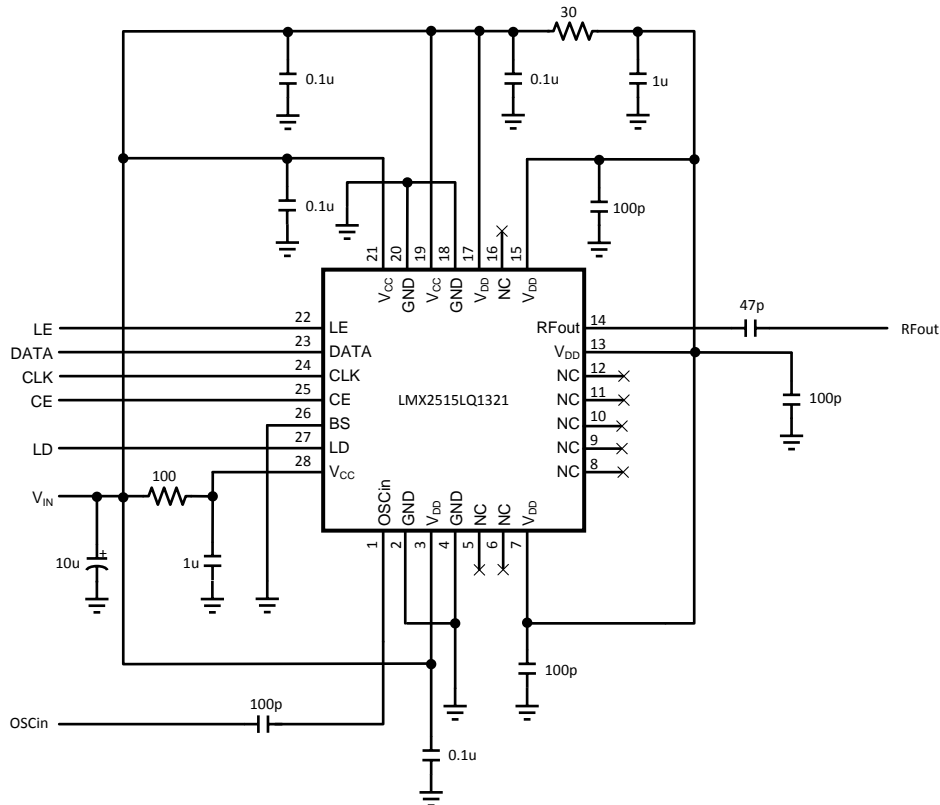 30
0.1u
0.1u
1u
0.1u
100p
21
20
19
18
17
16
15
VCC
GND
VCC
GND
VDD
NC
VDD
LE 22 LE
DATA 23 DATA
CLK 24 CLK
CE 25 CE
26 BS
LD 27 LD
28 VCC
RFout 14
47p
RFout
VDD 13
NC 12
NC 11
NC 10
NC 9
NC 8
100p
LMX2515LQ1321
VIN
100
10u
+
1u
OSCin
GND
VDD
GND
NC
NC
VDD
1
2
3
4
5
6
7
100p
OSCin
100p
0.1u